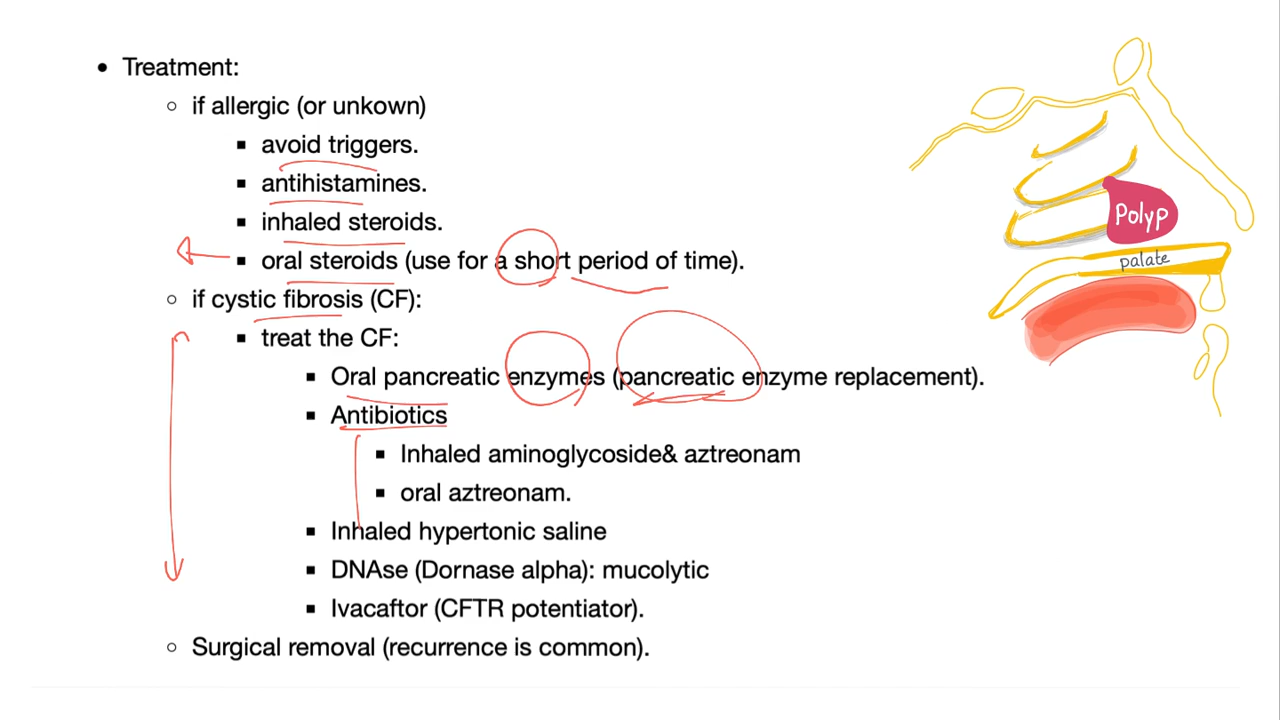 • Treatment:
○ if allergic (or unkown)
▪ avoid triggers.
▪ antihistamines.
▪ inhaled steroids.
▪ oral steroids (use for a short period of time).
○ if cystic fibrosis (CF):
▪ treat the CF:
▪ Oral pancreatic enzymes (pancreatic enzyme replacement).
▪ Antibiotics
▪ Inhaled aminoglycoside& aztreonam
▪ oral aztreonam.
▪ Inhaled hypertonic saline
▪ DNAse (Dornase alpha): mucolytic
▪ Ivacaftor (CFTR potentiator).
○ Surgical removal (recurrence is common).
Polyp
palate